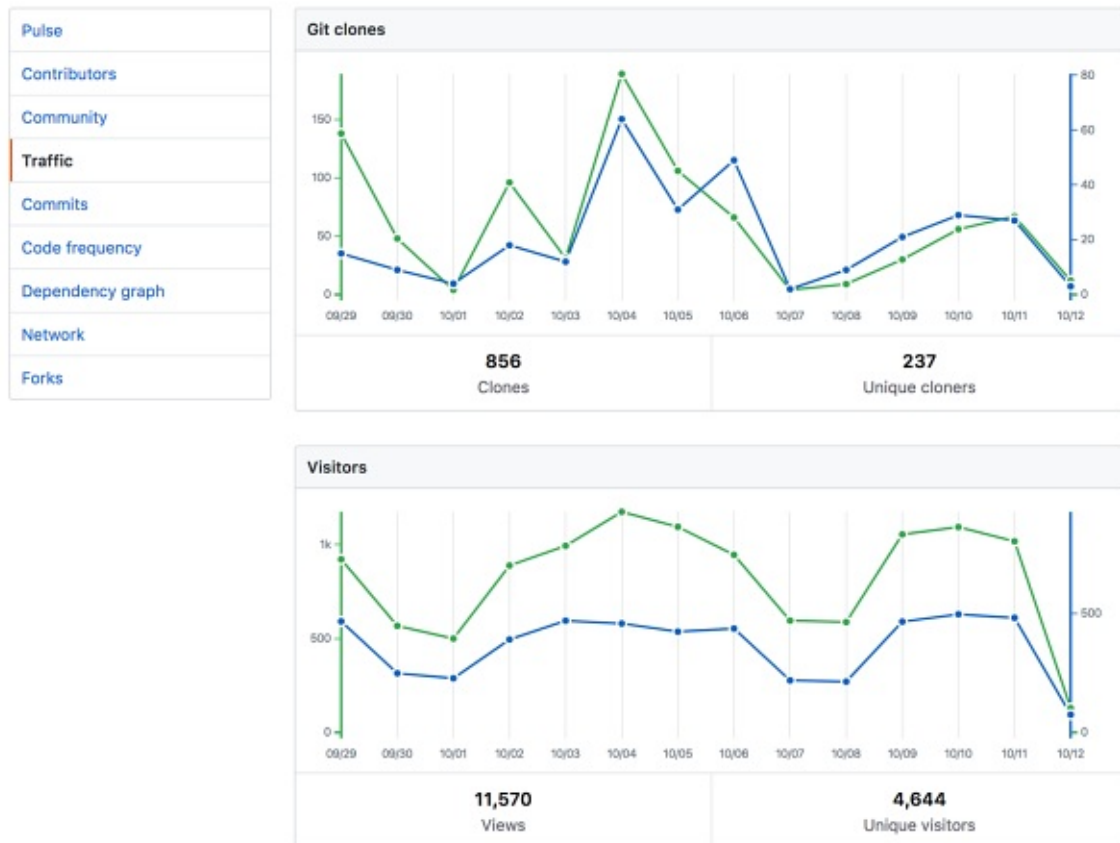 Pulse
Contributors
Community
Traffic
Commits
Code frequency
Dependency graph
Network
Forks
Git clones
150
100
50
0
80
60
40
20
0
09/29 09/30 10/01 10/02 10/03 10/04 10/05 10/06 10/07 10/08 10/09 10/10 10/11 10/12
856
Clones
237
Unique cloners
Visitors
1k
500
0
500
0
09/29 09/30 10/01 10/02 10/03 10/04 10/05 10/06 10/07 10/08 10/09 10/10 10/11 10/12
11,570
Views
4,644
Unique visitors